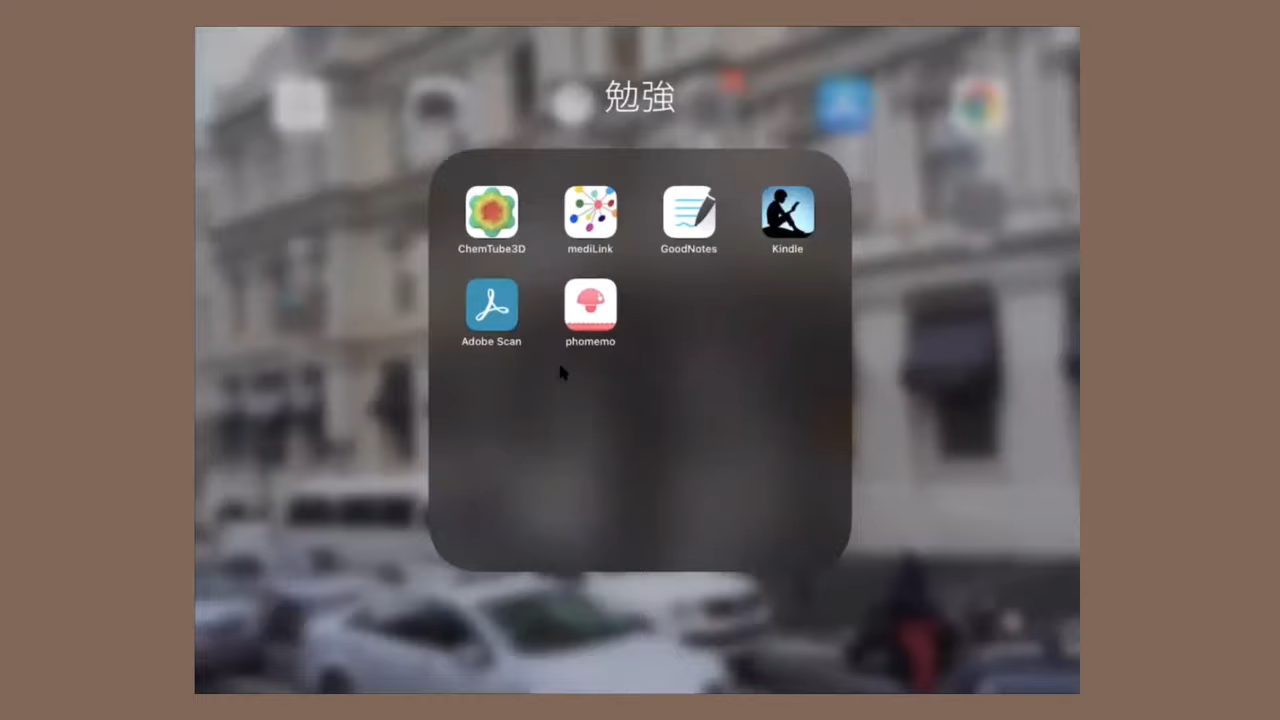 勉強
ChemTube3D
mediLink
GoodNotes
Kindle
Adobe Scan
phomemo